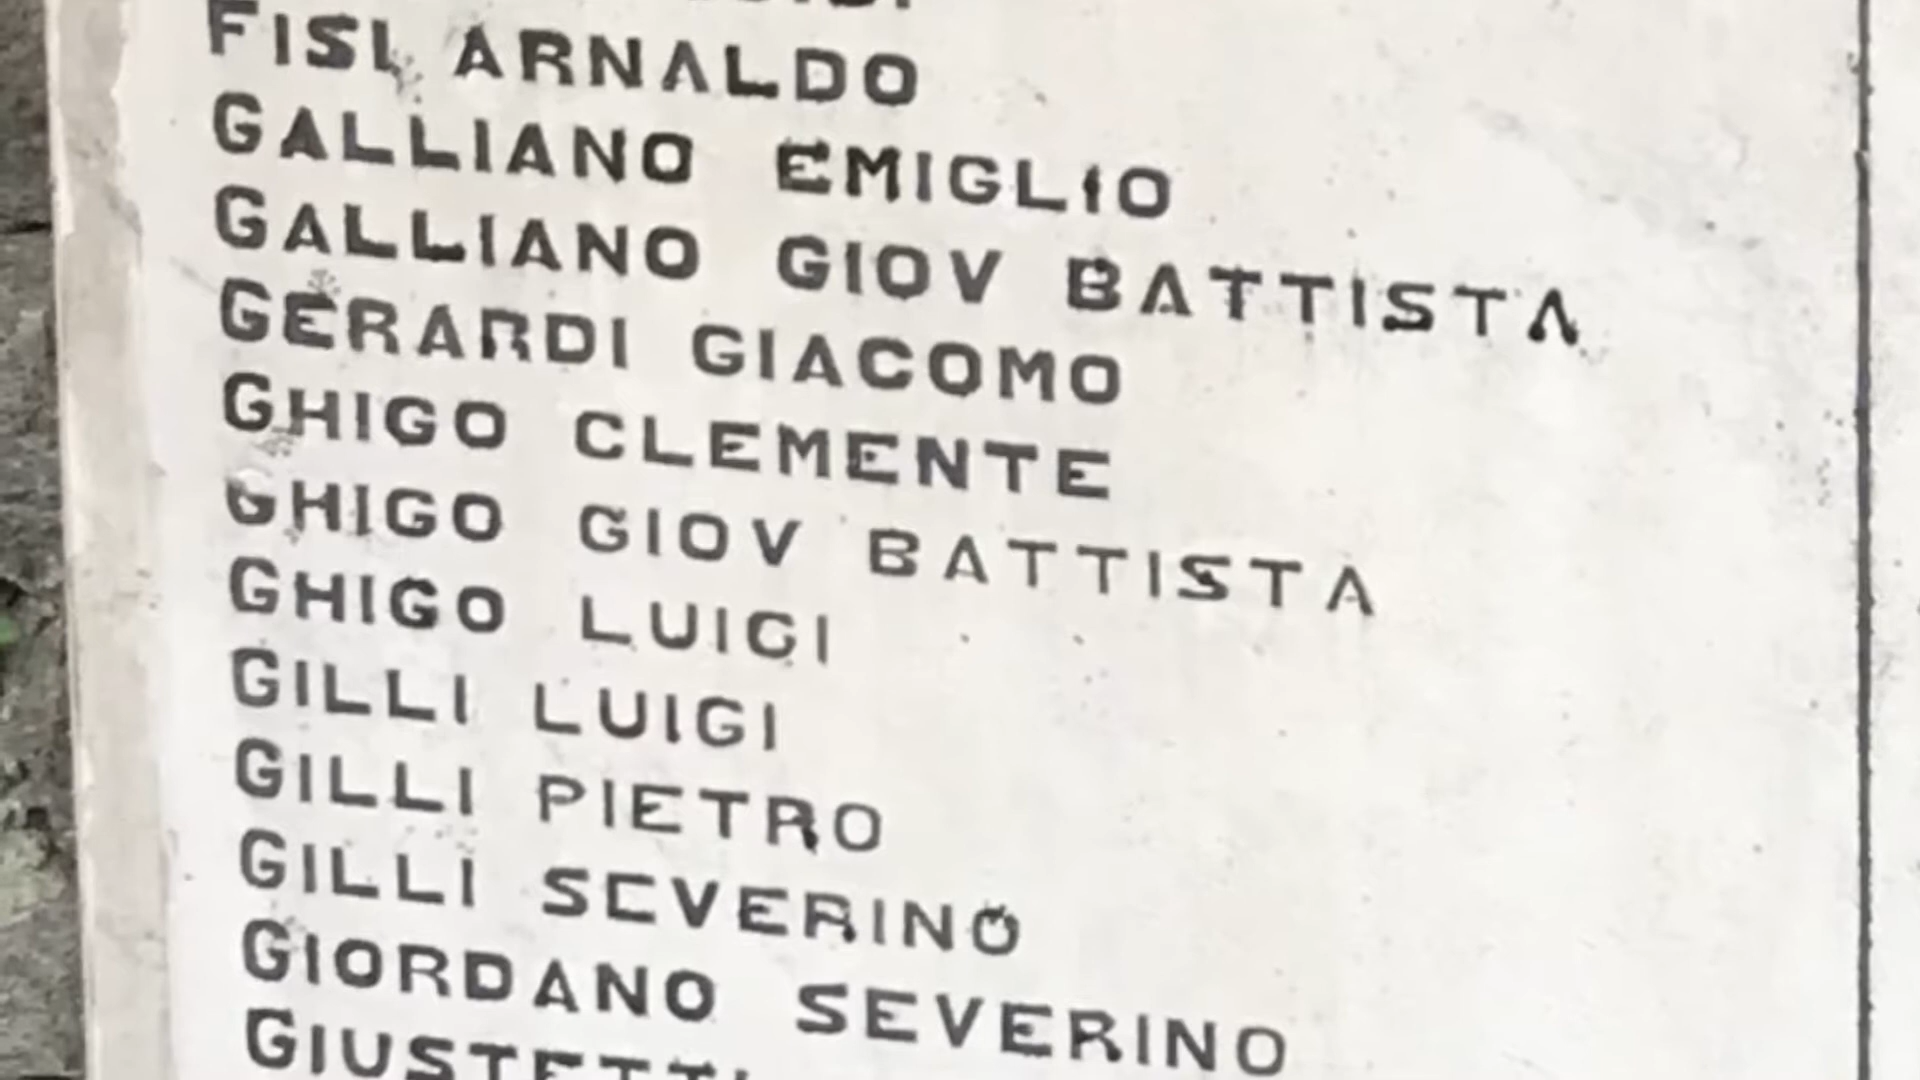 FISI ARNALDO
GALLIANO EMIGLIO
GALLIANO GIOV BATTISTA
GERARDI GIACOMO
GHIGO CLEMENTE
GHIGO GIOV BATTISTA
GHIGO LUIGI
GILLI LUIGI
GILLI PIETRO
GILLI SEVERINO
GIORDANO SEVERINO
GIUSTETTI